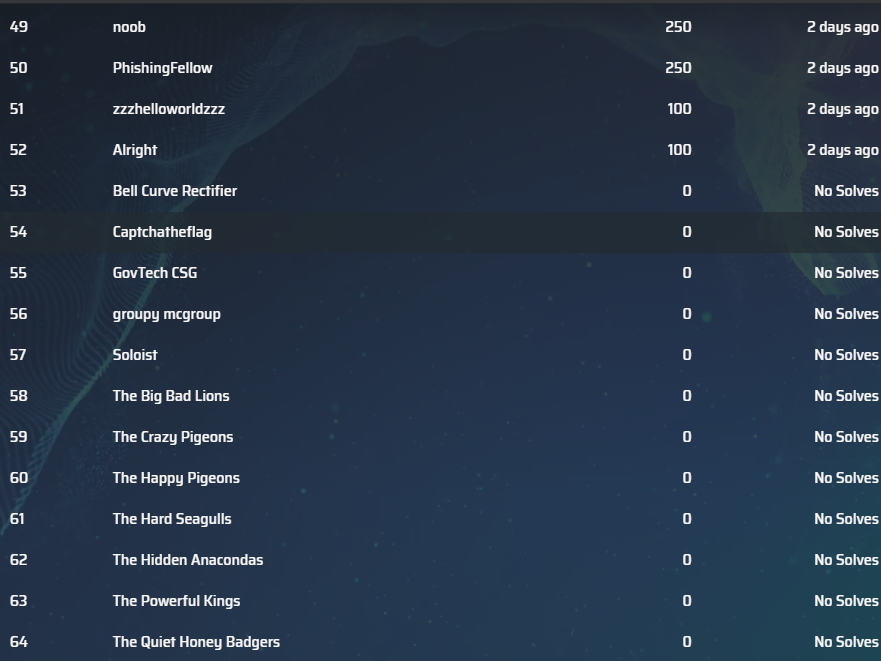 49 noob 250 2 days ago
50 PhishingFellow 250 2 days ago
51 zzzhelloworldzzz 100 2 days ago
52 Alright 100 2 days ago
53 Bell Curve Rectifier 0 No Solves
54 Captchatheflag 0 No Solves
55 GovTech CSG 0 No Solves
56 groupy mcgroup 0 No Solves
57 Soloist 0 No Solves
58 The Big Bad Lions 0 No Solves
59 The Crazy Pigeons 0 No Solves
60 The Happy Pigeons 0 No Solves
61 The Hard Seagulls 0 No Solves
62 The Hidden Anacondas 0 No Solves
63 The Powerful Kings 0 No Solves
64 The Quiet Honey Badgers 0 No Solves